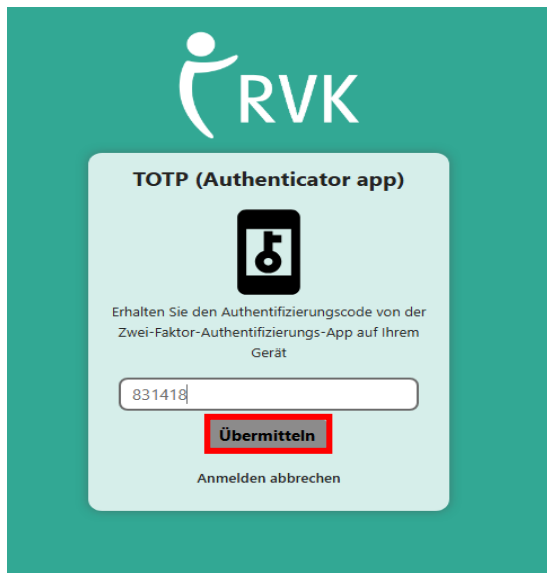 RVK
TOTP (Authenticator app)
Erhalten Sie den Authentifizierungscode von der
Zwei-Faktor-Authentifizierungs-App auf Ihrem
Gerät
831418
Übermitteln
Anmelden abbrechen